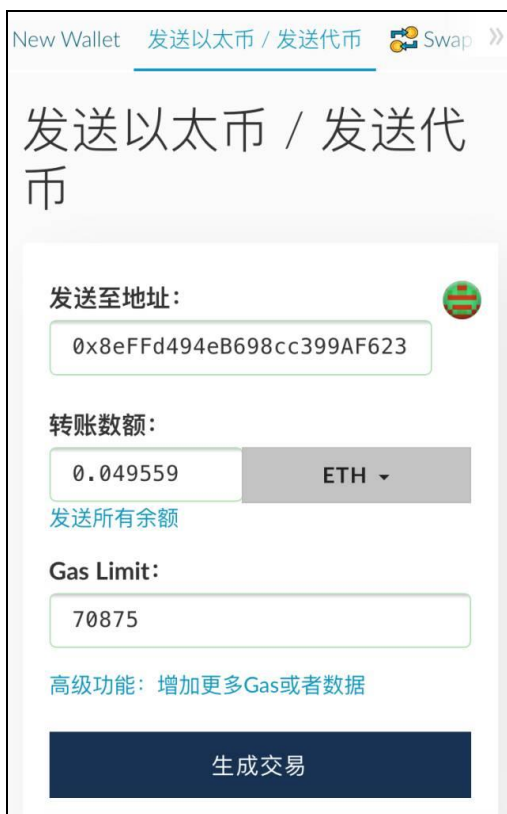 New Wallet 发送以太币 / 发送代币 Swap »
发送以太币 / 发送代
币
发送至地址:
0x8eFFd494eB698cc399AF623
转账数额:
0.049559 ETH
发送所有余额
Gas Limit:
70875
高级功能: 增加更多Gas或者数据
生成交易